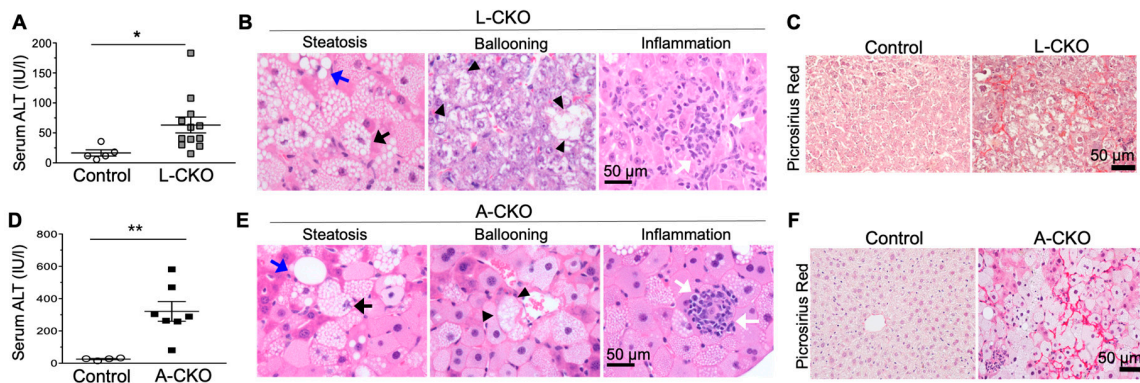 A
Serum ALT (IU/l)
200
150
100
50
0
*
Control
L-CKO
B
L-CKO
Steatosis
Ballooning
Inflammation
50 μm
C
Control
L-CKO
Picrosirius Red
50 μm
D
Serum ALT (IU/l)
800
600
400
200
0
**
Control
A-CKO
E
A-CKO
Steatosis
Ballooning
Inflammation
50 μm
F
Control
A-CKO
Picrosirius Red
50 μm